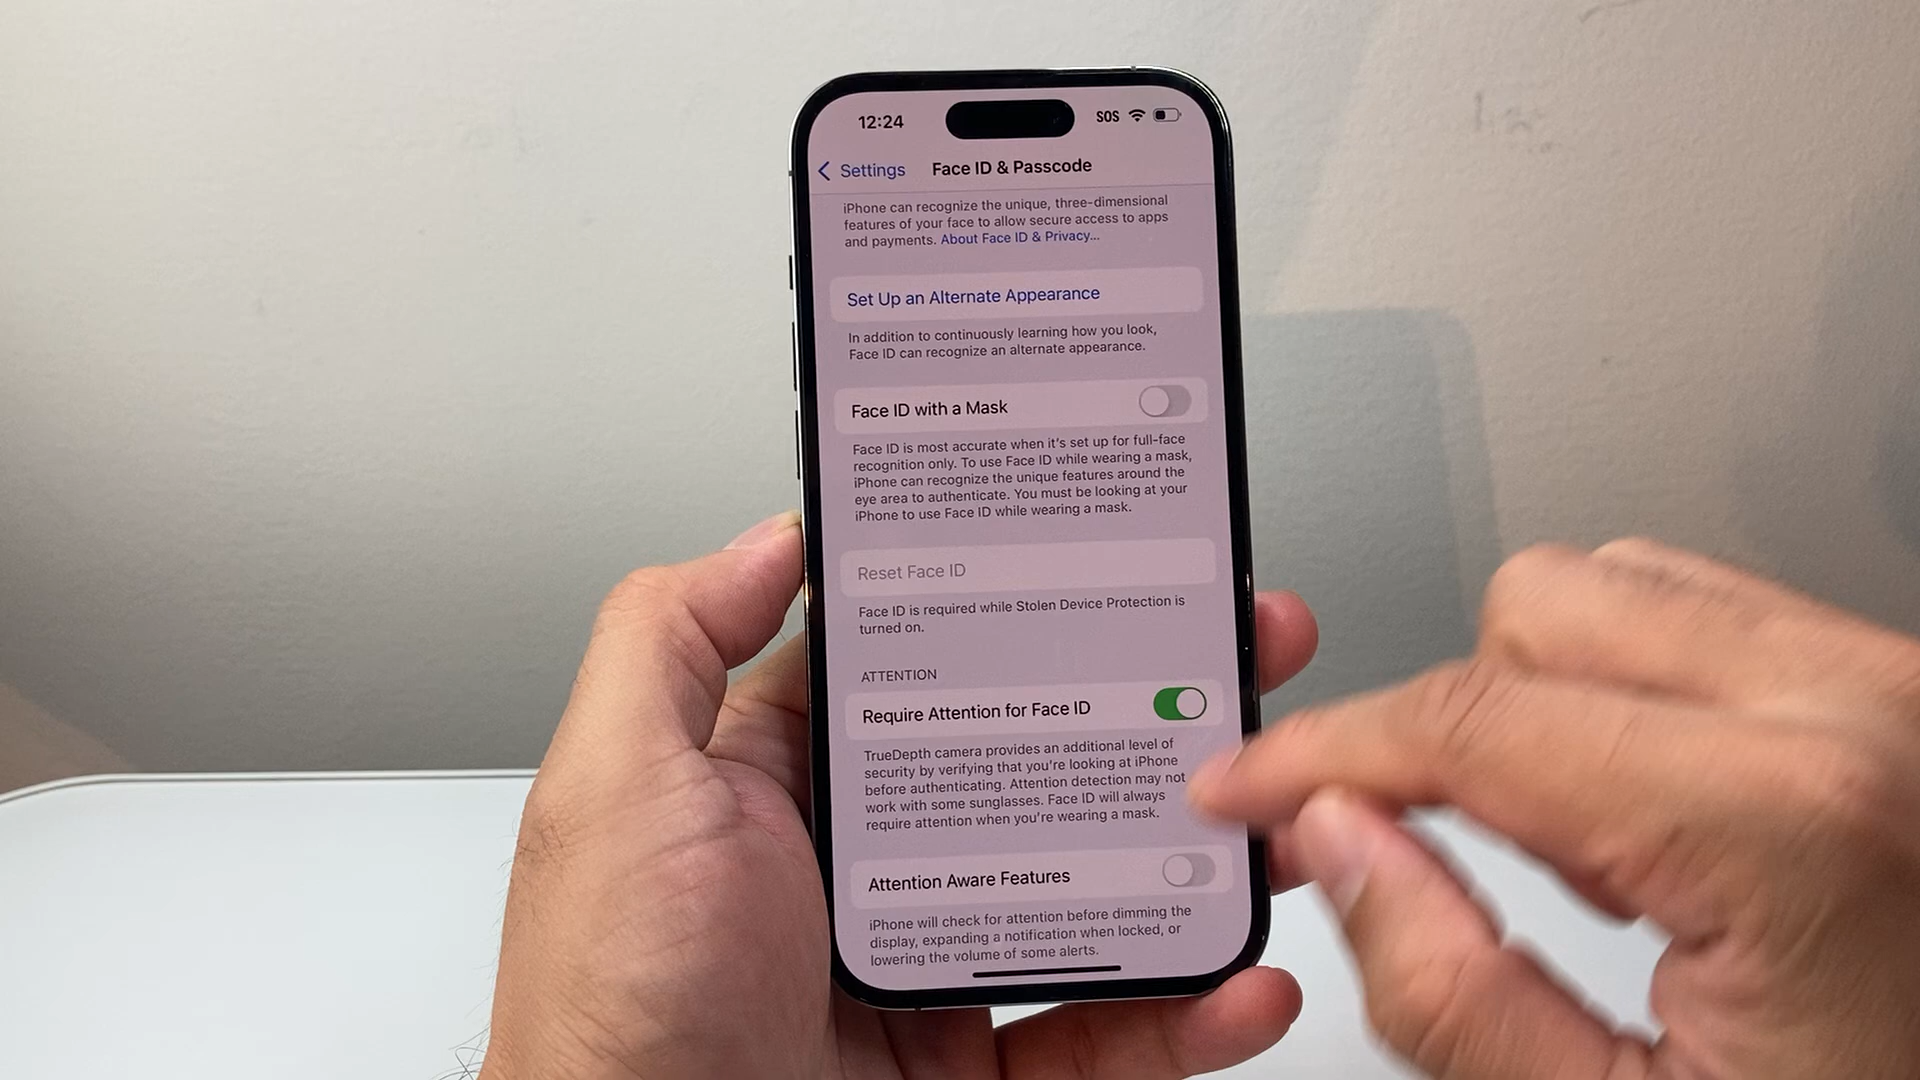 12:24
SOS
Settings
Face ID & Passcode
iPhone can recognize the unique, three-dimensional
features of your face to allow secure access to apps
and payments. About Face ID & Privacy...
Set Up an Alternate Appearance
In addition to continuously learning how you look,
Face ID can recognize an alternate appearance.
Face ID with a Mask
Face ID is most accurate when it's set up for full-face
recognition only. To use Face ID while wearing a mask,
iPhone can recognize the unique features around the
eye area to authenticate. You must be looking at your
iPhone to use Face ID while wearing a mask.
Reset Face ID
Face ID is required while Stolen Device Protection is
turned on.
ATTENTION
Require Attention for Face ID
TrueDepth camera provides an additional level of
security by verifying that you're looking at iPhone
before authenticating. Attention detection may not
work with some sunglasses. Face ID will always
require attention when you're wearing a mask.
Attention Aware Features
iPhone will check for attention before dimming the
display, expanding a notification when locked, or
lowering the volume of some alerts.